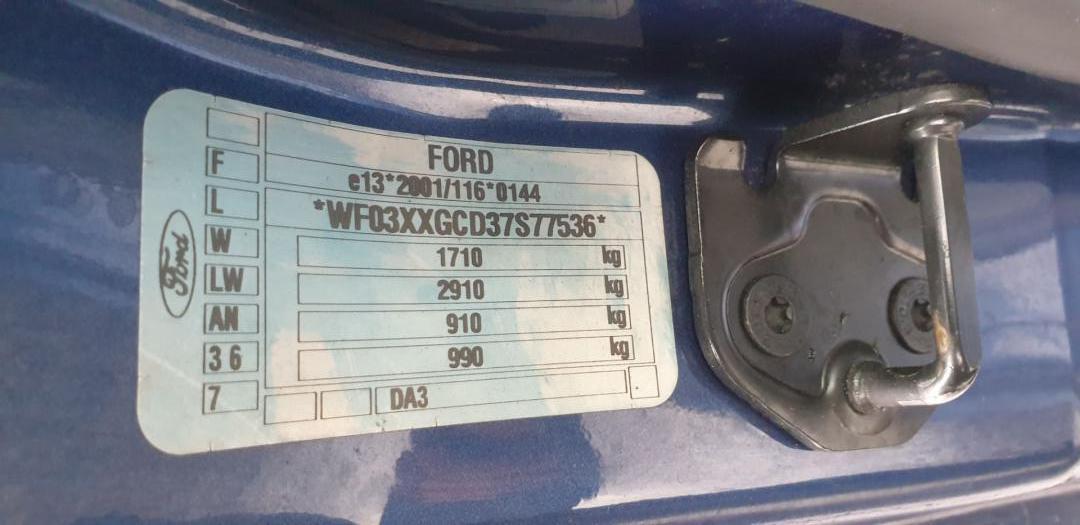 FORD
e13*2001/116*0144
*WF03XXGCD37S77536*
1710 kg
2910 kg
910 kg
990 kg
DA3
F
L
W
LW
AN
3 6
7
Ford